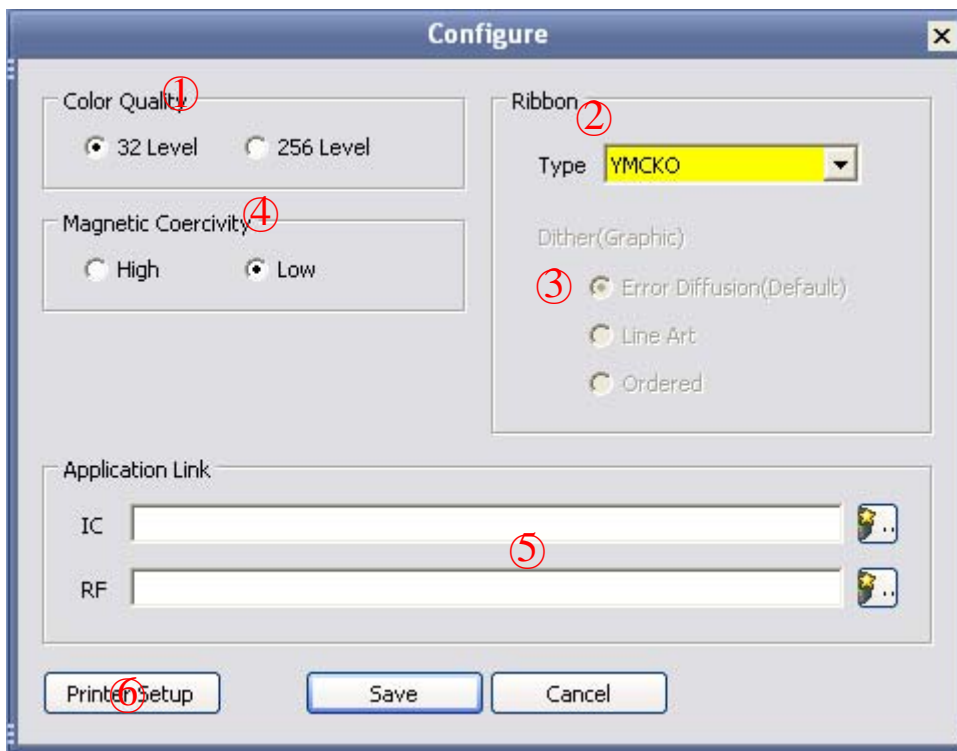 Configure
Color Quality ①
32 Level 256 Level
Magnetic Coercivity ④
High Low
Ribbon ②
Type YMCKO
Dither(Graphic)
③ Error Diffusion(Default)
Line Art
Ordered
Application Link
IC
⑤
RF
Printer Setup ⑥ Save Cancel